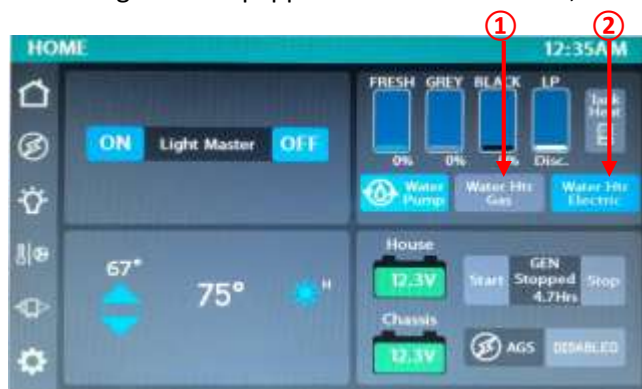 ① ②
HOME 12:35AM
FRESH GREY BLACK LP
Tank
Heat
ON Light Master OFF
0% 0% Disc.
Water
Pump
Water Htr
Gas
Water Htr
Electric
House
12.3V
67°
75°
H
GEN
Start Stopped Stop
4.7Hrs
Chassis
12.3V
AGS DISABLED